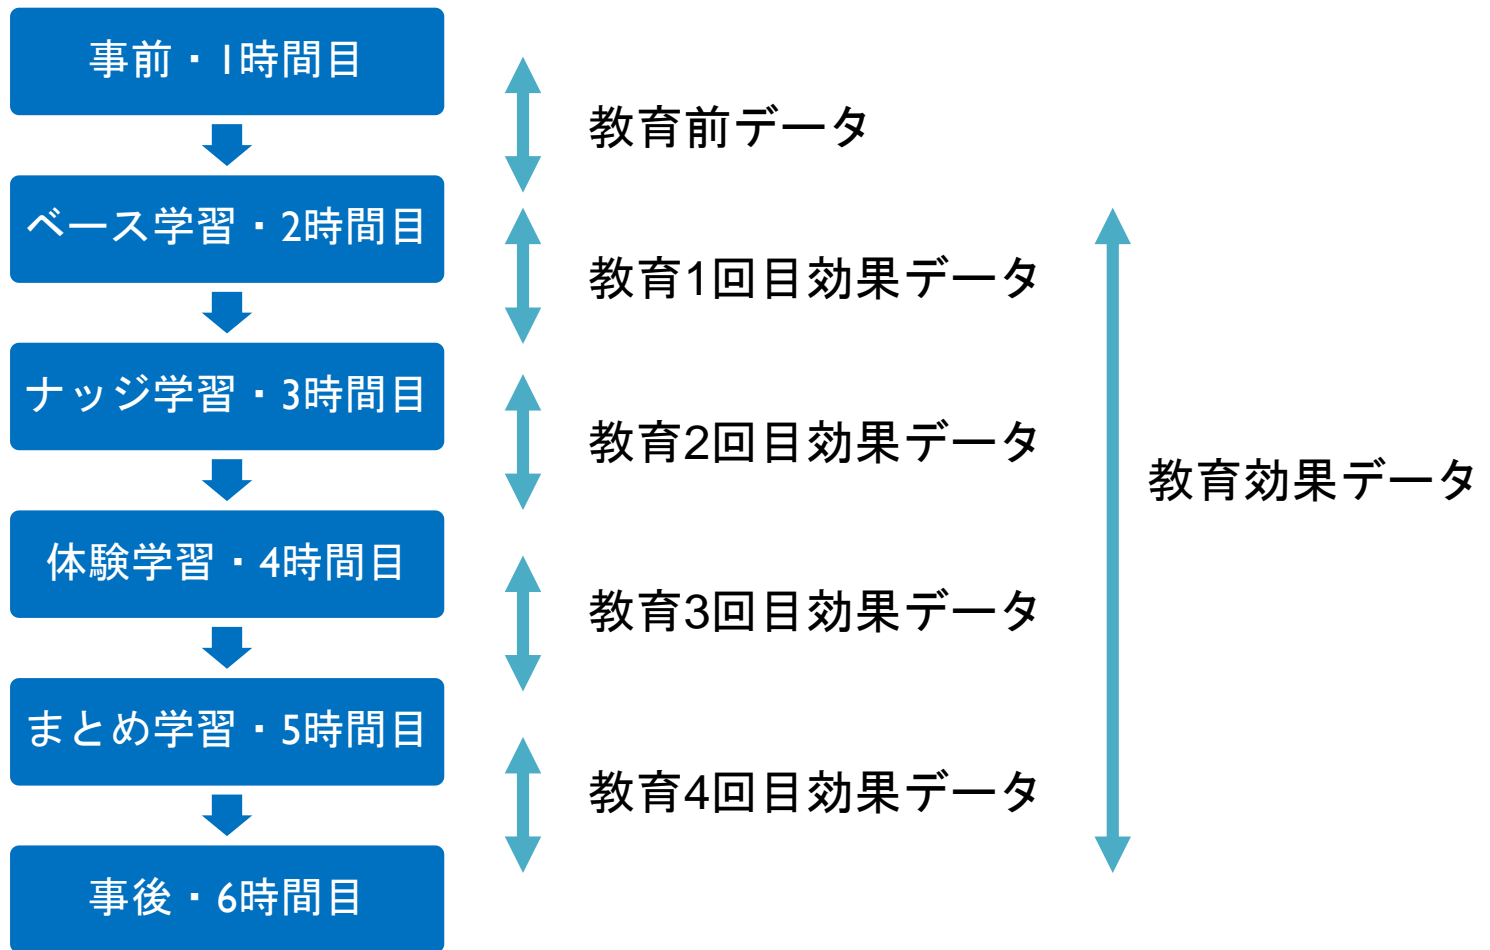 事前・1時間目
教育前データ
ベース学習・2時間目
教育1回目効果データ
ナッジ学習・3時間目
教育2回目効果データ
教育効果データ
体験学習・4時間目
教育3回目効果データ
まとめ学習・5時間目
教育4回目効果データ
事後・6時間目